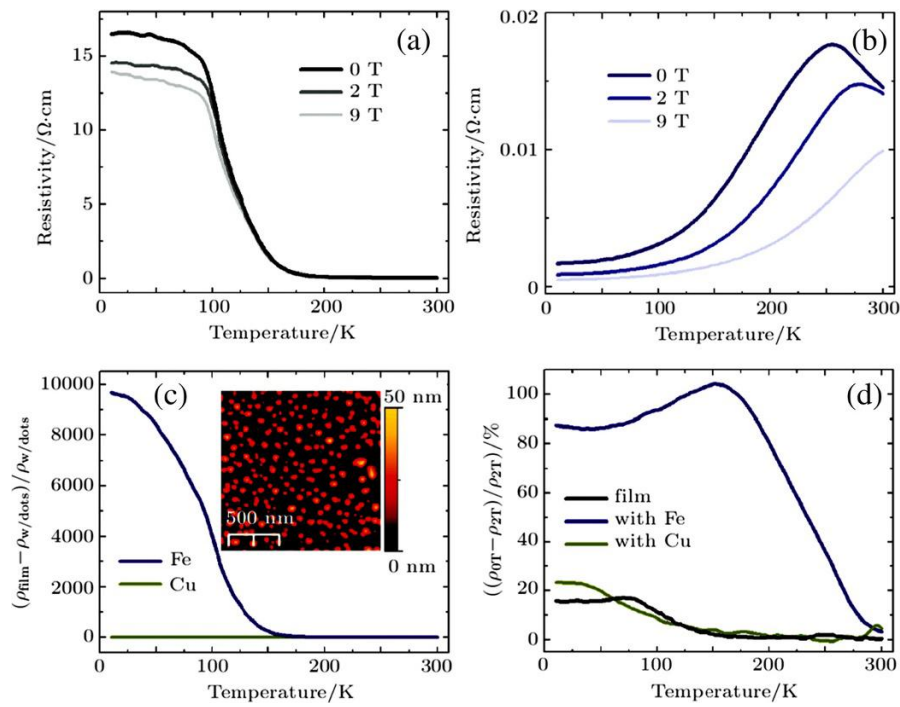 (a)
Resistivity/Ω·cm
15
10
5
0
0 T
2 T
9 T
0 100 200 300
Temperature/K
(b)
Resistivity/Ω·cm
0.02
0.01
0
0 T
2 T
9 T
0 100 200 300
Temperature/K
(c)
(ρfilm−ρw/dots)/ρw/dots
10000
8000
6000
4000
2000
0
50 nm
500 nm
0 nm
Fe
Cu
0 100 200 300
Temperature/K
(d)
((ρ0T−ρ2T)/ρ2T)/%
100
80
60
40
20
0
film
with Fe
with Cu
0 100 200 300
Temperature/K